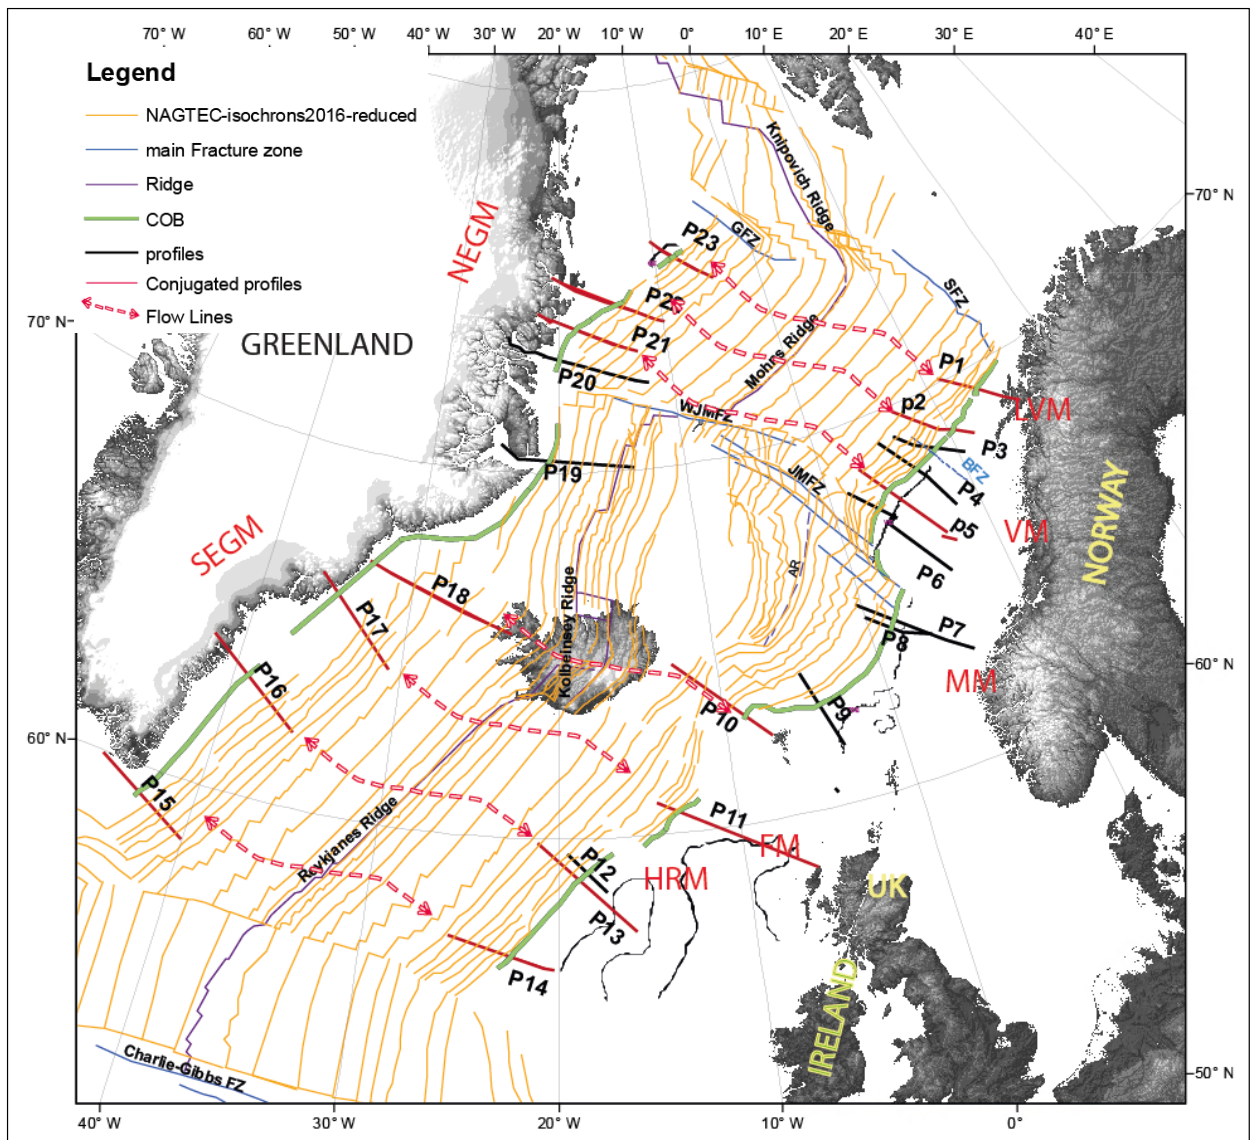 70° W 60° W 50° W 40° W 30° W 20° W 10° W 0° 10° E 20° E 30° E 40° E
Legend
NAGTEC-isochrons2016-reduced
main Fracture zone
Ridge
COB
profiles
Conjugated profiles
Flow Lines
NEGM
GREENLAND
SEGM
70° N
60° N
70° N
60° N
50° N
Knipovich Ridge
GFZ
SFZ
P23
P22
P21
P20
P19
Mohns Ridge
WJMFZ
JMFZ
AR
P1
p2
P3
P4
p5
P6
P7
P8
P9
BFZ
LVM
VM
MM
NORWAY
P18
P17
P16
P15
Kolbeinsey Ridge
P10
P11
P12
P13
P14
Reykjanes Ridge
HRM
FM
UK
IRELAND
Charlie-Gibbs FZ
40° W 30° W 20° W 10° W 0°